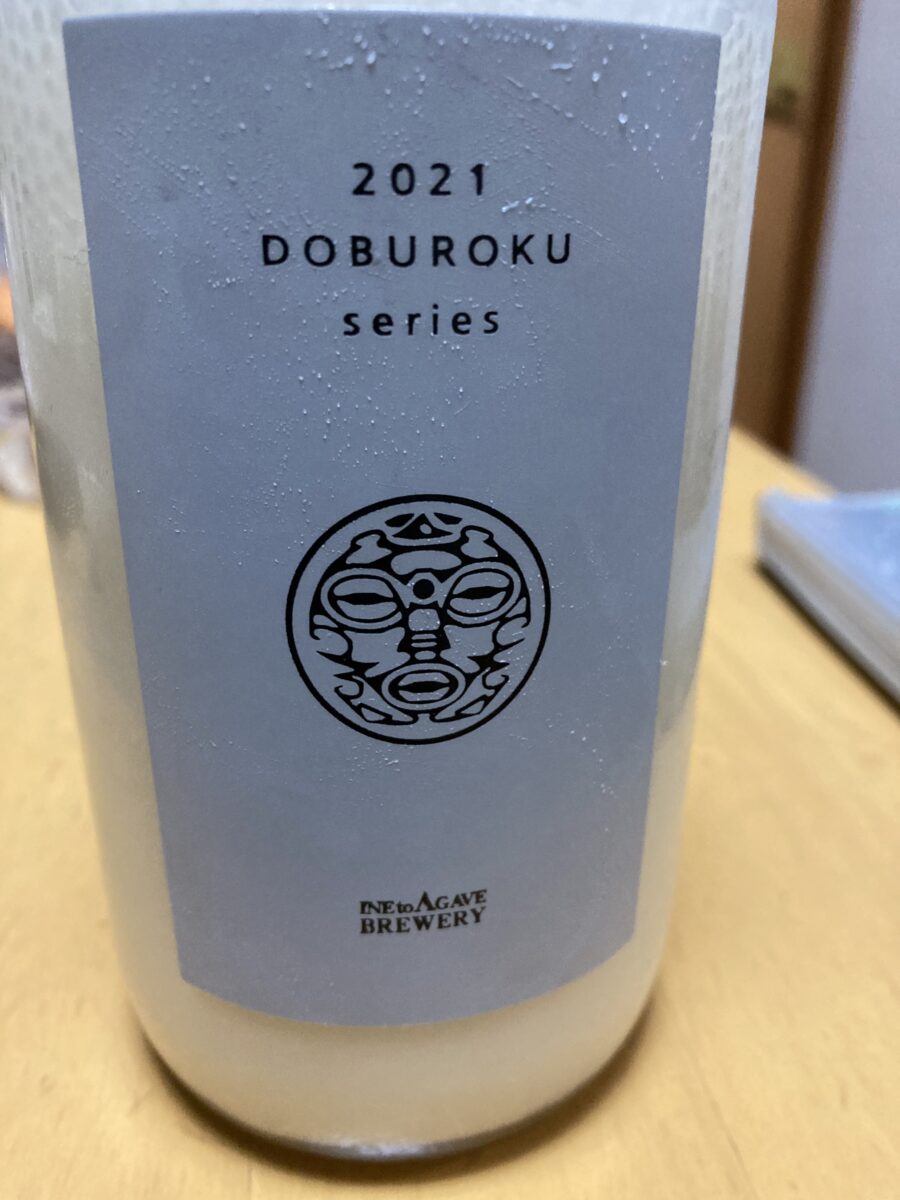 2021
DOBUROKU
series
INE to AGAVE
BREWERY